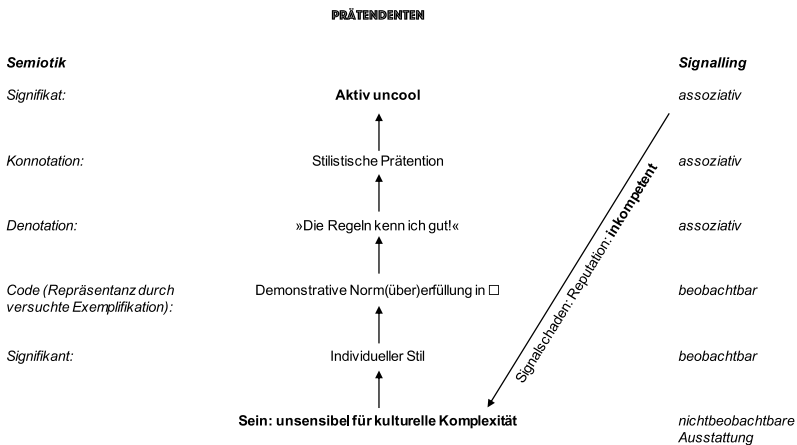 PRÄTENDENTEN
Semiotik
Signalling
Signifikat:
Aktiv uncool
assoziativ
Konnotation:
Stilistische Prätention
assoziativ
Denotation:
»Die Regeln kenn ich gut!«
assoziativ
Code (Repräsentanz durch
versuchte Exemplifikation):
Demonstrative Norm(über)erfüllung in □
beobachtbar
Signifikant:
Individueller Stil
beobachtbar
Signalschaden: Reputation: inkompetent
Sein: unsensibel für kulturelle Komplexität
nichtbeobachtbare
Ausstattung